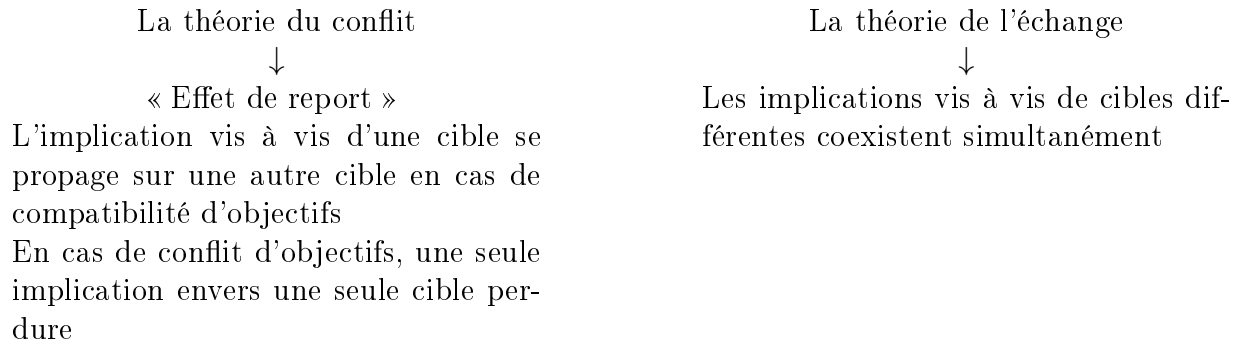 La théorie du conflit
↓
« Effet de report »
L'implication vis à vis d'une cible se
propage sur une autre cible en cas de
compatibilité d'objectifs
En cas de conflit d'objectifs, une seule
implication envers une seule cible per-
dure
La théorie de l'échange
↓
Les implications vis à vis de cibles dif-
férentes coexistent simultanément